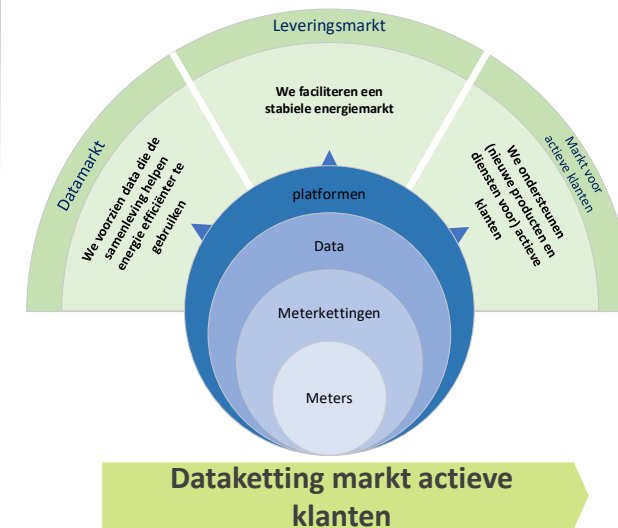 Leveringsmarkt
We faciliteren een
stabiele energiemarkt
Datamarkt
We voorzien data die de
samenleving helpen
energie efficiënter te
gebruiken
Markt voor
actieve klanten
We ondersteunen
(nieuwe producten en
diensten voor) actieve
klanten
platformen
Data
Meterkettingen
Meters
Dataketting markt actieve
klanten